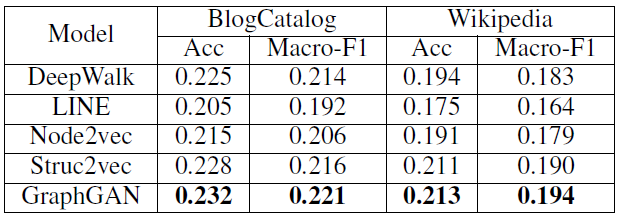 Model BlogCatalog Wikipedia
Acc Macro-F1 Acc Macro-F1
DeepWalk 0.225 0.214 0.194 0.183
LINE 0.205 0.192 0.175 0.164
Node2vec 0.215 0.206 0.191 0.179
Struc2vec 0.228 0.216 0.211 0.190
GraphGAN 0.232 0.221 0.213 0.194